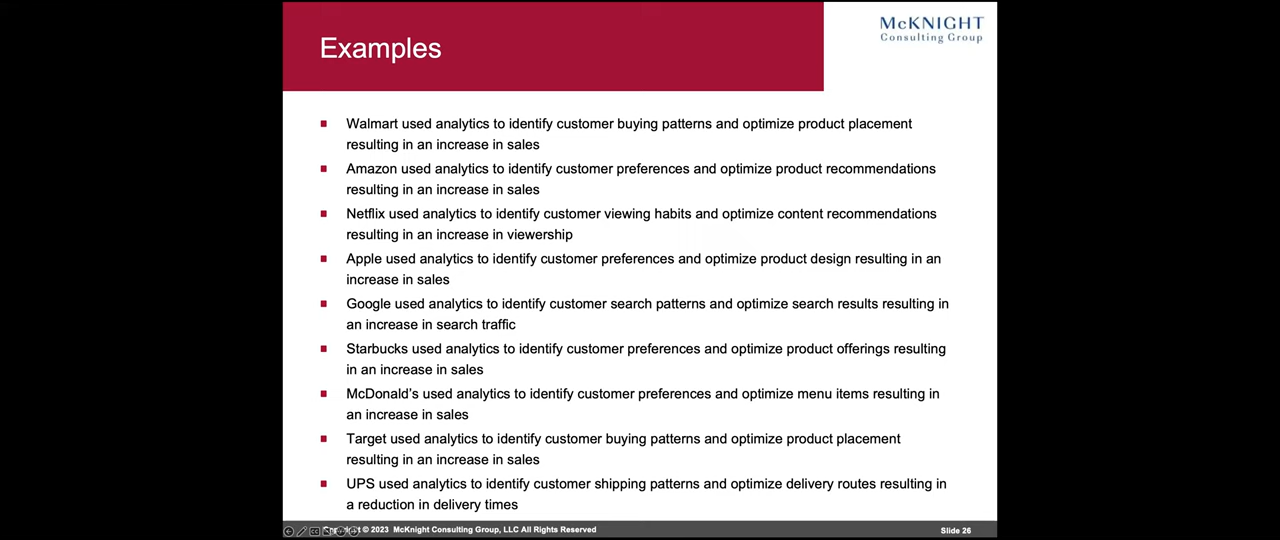 Examples
McKNIGHT
Consulting Group
Walmart used analytics to identify customer buying patterns and optimize product placement
resulting in an increase in sales
Amazon used analytics to identify customer preferences and optimize product recommendations
resulting in an increase in sales
Netflix used analytics to identify customer viewing habits and optimize content recommendations
resulting in an increase in viewership
Apple used analytics to identify customer preferences and optimize product design resulting in an
increase in sales
Google used analytics to identify customer search patterns and optimize search results resulting in
an increase in search traffic
Starbucks used analytics to identify customer preferences and optimize product offerings resulting
in an increase in sales
McDonald’s used analytics to identify customer preferences and optimize menu items resulting in
an increase in sales
Target used analytics to identify customer buying patterns and optimize product placement
resulting in an increase in sales
UPS used analytics to identify customer shipping patterns and optimize delivery routes resulting in
a reduction in delivery times
© 2023 McKnight Consulting Group, LLC All Rights Reserved
Slide 26